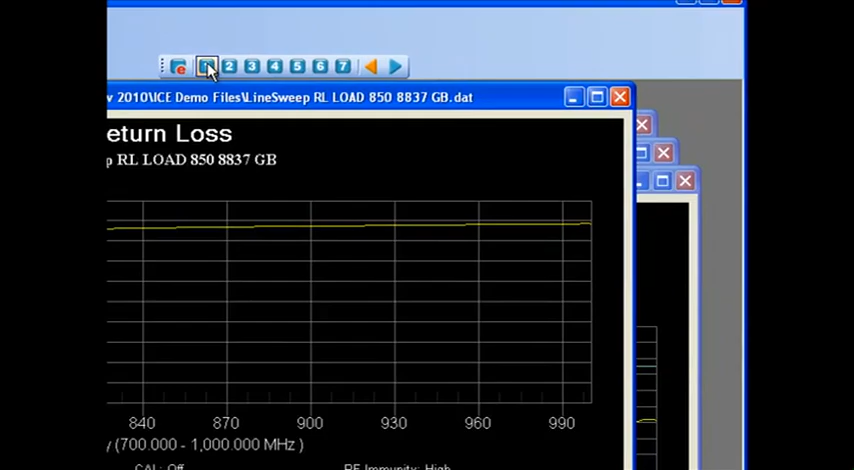 1 2 3 4 5 6 7
v 2010\ICE Demo Files\LineSweep RL LOAD 850 8837 GB.dat
eturn Loss
p RL LOAD 850 8837 GB
840 870 900 930 960 990
y (700.000 - 1,000.000 MHz )
CAL: Off RF Immunity: High